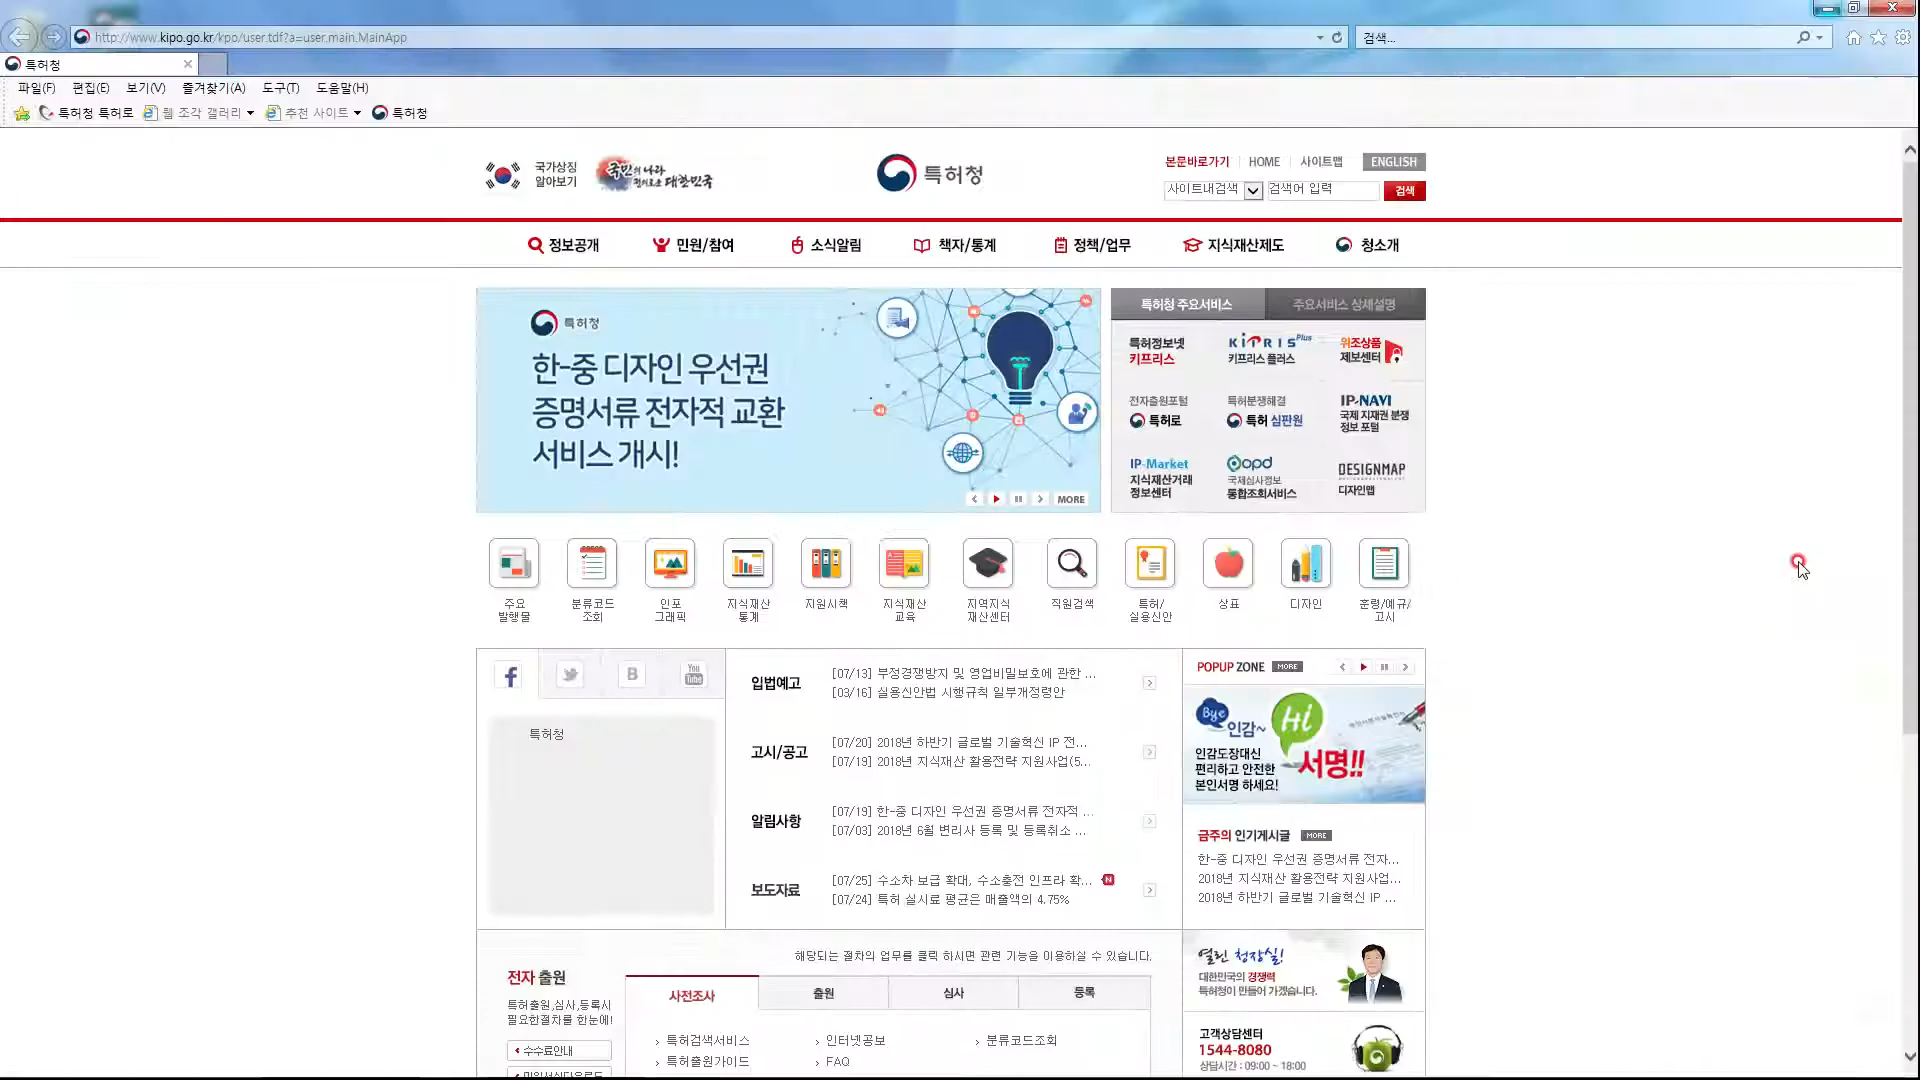 http://www.kipo.go.kr/kpo/user.tdf?a=user.main.MainApp
검색...
특허청
파일(F) 편집(E) 보기(V) 즐겨찾기(A) 도구(T) 도움말(H)
특허청 특허로 웹 조각 갤러리 추천 사이트 특허청
국가상징
알아보기
국민의 나라
정의로운 대한민국
특허청
본문바로가기 HOME 사이트맵 ENGLISH
사이트내검색 검색어 입력 검색
정보공개 민원/참여 소식알림 책자/통계 정책/업무 지식재산제도 청소개
특허청
한-중 디자인 우선권
증명서류 전자적 교환
서비스 개시!
MORE
특허청 주요서비스 주요서비스 상세설명
특허정보넷
키프리스
KIPRIS Plus
키프리스 플러스
위조상품
제보센터
전자출원포털
특허로
특허분쟁해결
특허 심판원
IP-NAVI
국제 지재권 분쟁
정보 포털
IP-Market
지식재산거래
정보센터
opd
국제심사정보
통합조회서비스
DESIGNMAP
디자인맵
주요
발행물
분류코드
조회
인포
그래픽
지식재산
통계
지원시책
지식재산
교육
지역지식
재산센터
직원검색
특허/
실용신안
상표
디자인
훈령/예규/
고시
f
B
You
Tube
특허청
입법예고
[07/13] 부정경쟁방지 및 영업비밀보호에 관한 ...
[03/16] 실용신안법 시행규칙 일부개정령안
고시/공고
[07/20] 2018년 하반기 글로벌 기술혁신 IP 전...
[07/19] 2018년 지식재산 활용전략 지원사업(5...
알림사항
[07/19] 한-중 디자인 우선권 증명서류 전자적 ...
[07/03] 2018년 6월 변리사 등록 및 등록취소 ...
보도자료
[07/25] 수소차 보급 확대, 수소충전 인프라 확... N
[07/24] 특허 실시료 평균은 매출액의 4.75%
POPUP ZONE MORE
Bye 인감~ Hi
서명!!
인감도장대신
편리하고 안전한
본인서명 하세요!
금주의 인기게시글 MORE
한-중 디자인 우선권 증명서류 전자...
2018년 지식재산 활용전략 지원사업...
2018년 하반기 글로벌 기술혁신 IP ...
전자 출원
특허출원,심사,등록시
필요한절차를 한눈에!
수수료안내
민원서식다운로드
해당되는 절차의 업무를 클릭 하시면 관련 기능을 이용하실 수 있습니다.
사전조사 출원 심사 등록
특허검색서비스 인터넷공보 분류코드조회
특허출원가이드 FAQ
열린 청장실!
대한민국의 경쟁력
특허청이 만들어 가겠습니다.
고객상담센터
1544-8080
상담시간 : 09:00 ~ 18:00